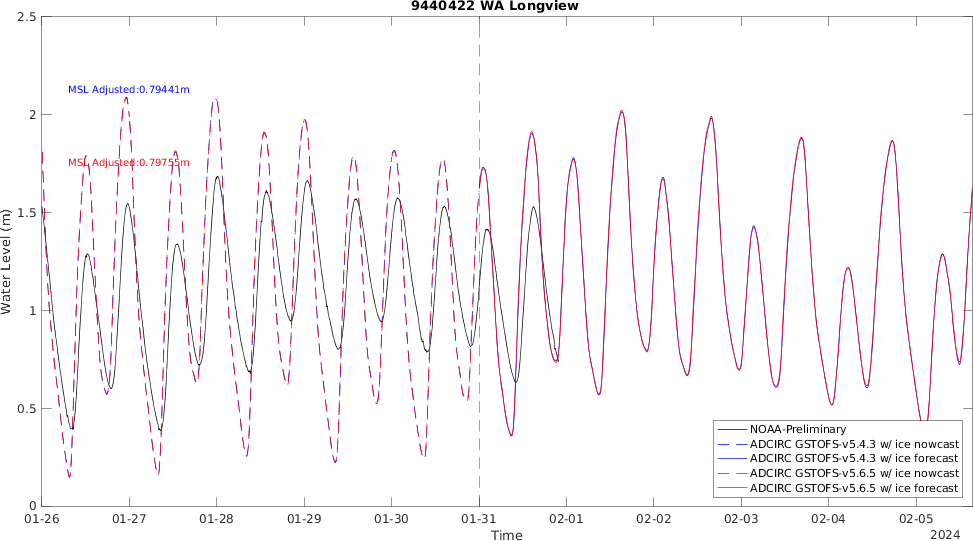 9440422 WA Longview
2.5
MSL Adjusted:0.79441m
2
MSL Adjusted:0.79755m
1.5
Water Level (m)
1
0.5
NOAA-Preliminary
ADCIRC GSTOFS-v5.4.3 w/ ice nowcast
ADCIRC GSTOFS-v5.4.3 w/ ice forecast
ADCIRC GSTOFS-v5.6.5 w/ ice nowcast
ADCIRC GSTOFS-v5.6.5 w/ ice forecast
0
01-26 01-27 01-28 01-29 01-30 01-31 02-01 02-02 02-03 02-04 02-05
Time
2024